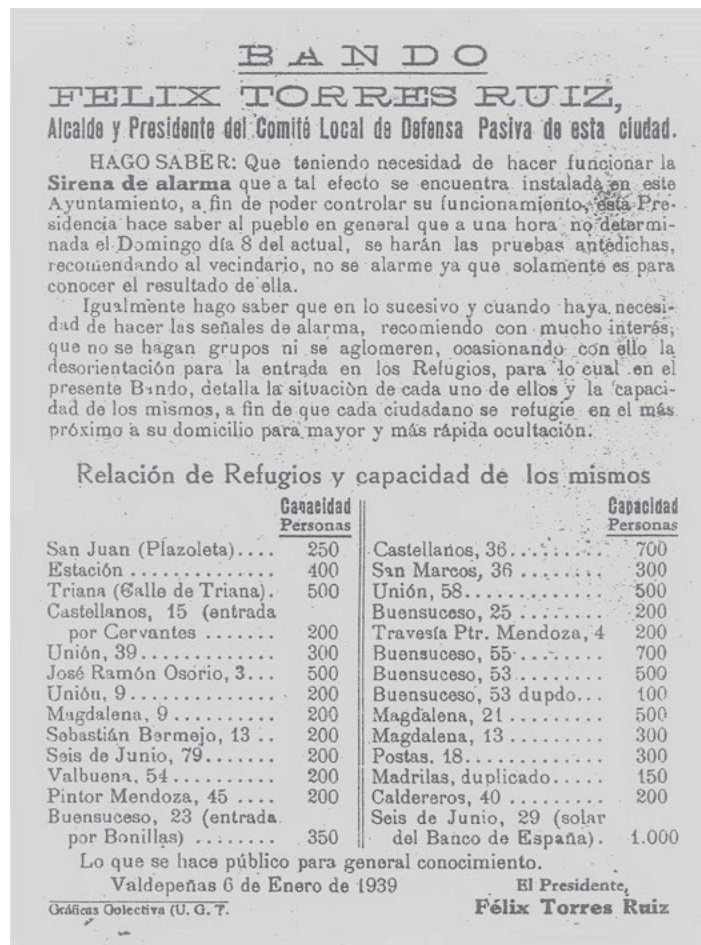 BANDO
FELIX TORRES RUIZ,
Alcalde y Presidente del Comité Local de Defensa Pasiva de esta ciudad.
HAGO SABER: Que teniendo necesidad de hacer funcionar la
Sirena de alarma que a tal efecto se encuentra instalada en este
Ayuntamiento, a fin de poder controlar su funcionamiento, esta Pre-
sidencia hace saber al pueblo en general que a una hora no determi-
nada el Domingo día 8 del actual, se harán las pruebas antedichas,
recomendando al vecindario, no se alarme ya que solamente es para
conocer el resultado de ella.
Igualmente hago saber que en lo sucesivo y cuando haya necesi-
dad de hacer las señales de alarma, recomiendo con mucho interés,
que no se hagan grupos ni se aglomeren, ocasionando con ello la
desorientación para la entrada en los Refugios, para lo cual en el
presente Bando, detalla la situación de cada uno de ellos y la capaci-
dad de los mismos, a fin de que cada ciudadano se refugie en el más
próximo a su domicilio para mayor y más rápida ocultación.
Relación de Refugios y capacidad de los mismos
Capacidad
Personas
San Juan (Plazoleta).... 250
Estación .............. 400
Triana (Calle de Triana). 500
Castellanos, 15 (entrada
por Cervantes ....... 200
Unión, 39............. 300
José Ramón Osorio, 3... 500
Unión, 9.............. 200
Magdalena, 9.......... 200
Sebastián Bermejo, 13 .. 200
Seis de Junio, 79....... 200
Valbuena, 54.......... 200
Pintor Mendoza, 45 .... 200
Buensuceso, 23 (entrada
por Bonillas) ........ 350
Capacidad
Personas
Castellanos, 36......... 700
San Marcos, 36 ........ 300
Unión, 58............. 500
Buensuceso, 25 ........ 200
Travesía Ptr. Mendoza, 4 200
Buensuceso, 55......... 700
Buensuceso, 53 ........ 500
Buensuceso, 53 dupdo... 100
Magdalena, 21 ......... 500
Magdalena, 13 ......... 300
Postas, 18............. 300
Madrilas, duplicado..... 150
Caldereros, 40 ......... 200
Seis de Junio, 29 (solar
del Banco de España). 1.000
Lo que se hace público para general conocimiento.
Valdepeñas 6 de Enero de 1939
El Presidente,
Gráficas Colectiva (U. G. T.
Félix Torres Ruiz